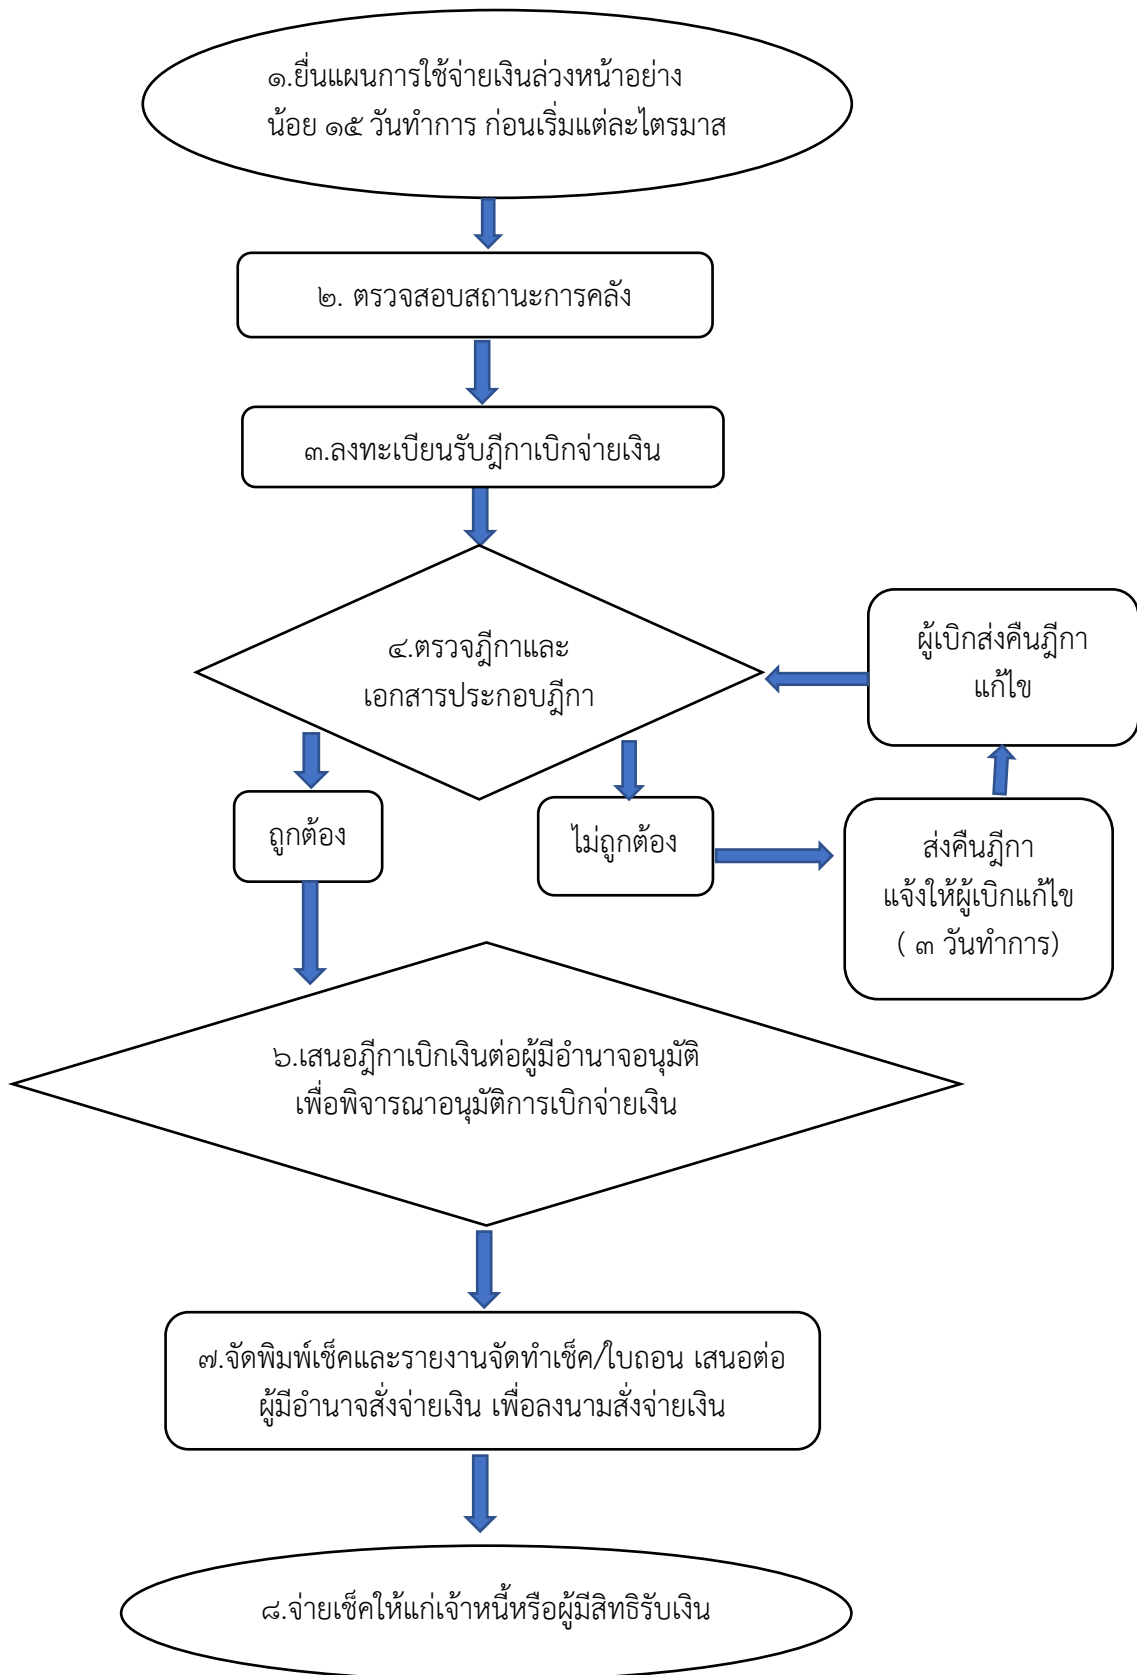 ๑.ยื่นแผนการใช้จ่ายเงินล่วงหน้าอย่าง
น้อย ๑๕ วันทำการ ก่อนเริ่มแต่ละไตรมาส
๒. ตรวจสอบสถานะการคลัง
๓.ลงทะเบียนรับฎีกาเบิกจ่ายเงิน
๔.ตรวจฎีกาและ
เอกสารประกอบฎีกา
ผู้เบิกส่งคืนฎีกา
แก้ไข
ถูกต้อง
ไม่ถูกต้อง
ส่งคืนฎีกา
แจ้งให้ผู้เบิกแก้ไข
( ๓ วันทำการ)
๖.เสนอฎีกาเบิกเงินต่อผู้มีอำนาจอนุมัติ
เพื่อพิจารณาอนุมัติการเบิกจ่ายเงิน
๗.จัดพิมพ์เช็คและรายงานจัดทำเช็ค/ใบถอน เสนอต่อ
ผู้มีอำนาจสั่งจ่ายเงิน เพื่อลงนามสั่งจ่ายเงิน
๘.จ่ายเช็คให้แก่เจ้าหนี้หรือผู้มีสิทธิรับเงิน